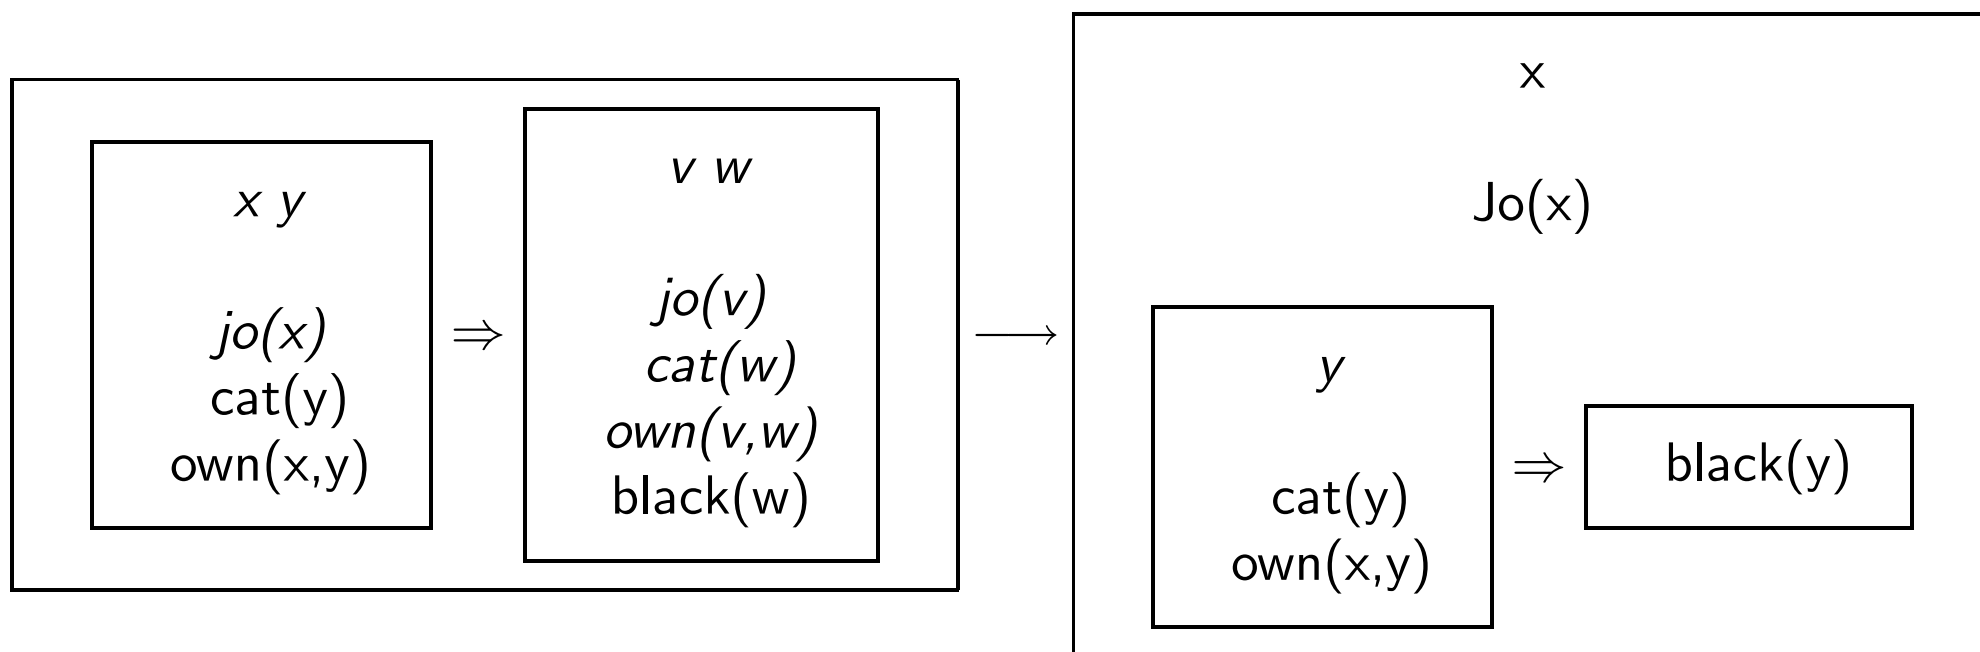 x y
jo(x)
cat(y)
own(x,y)
⇒
v w
jo(v)
cat(w)
own(v,w)
black(w)
⟶
x
Jo(x)
y
cat(y)
own(x,y)
⇒
black(y)